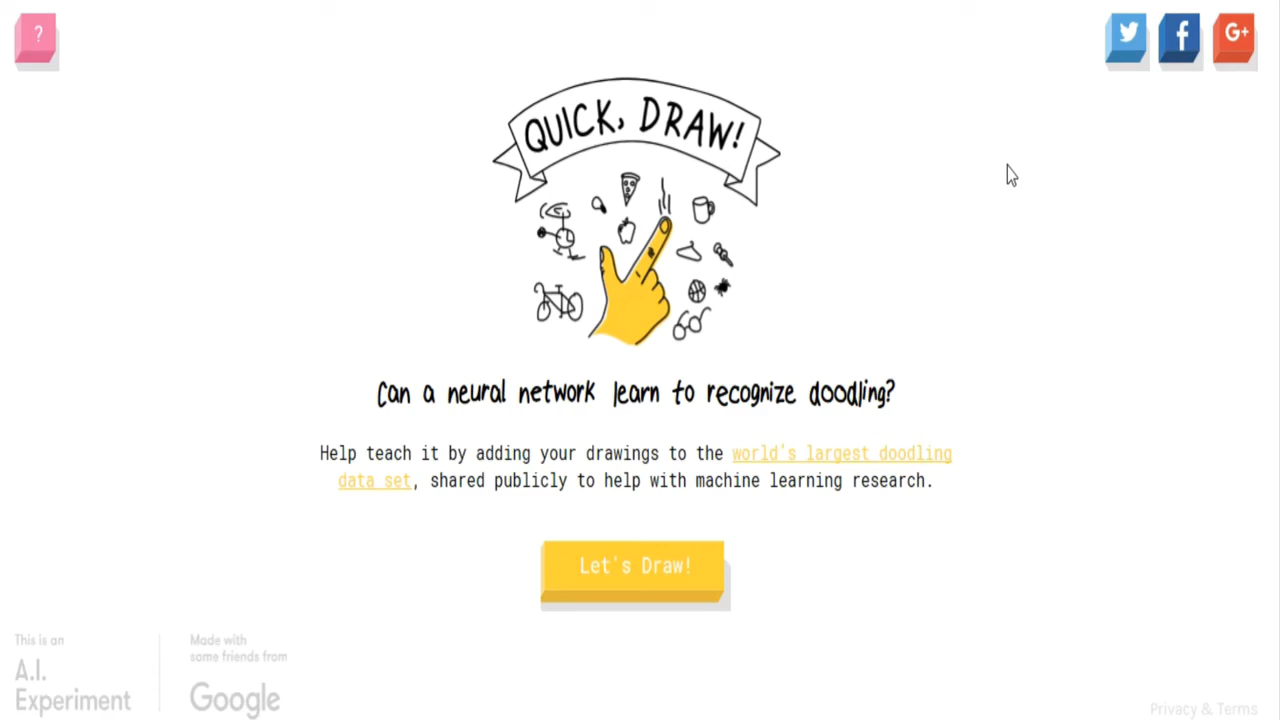 ?
G+
QUICK, DRAW!
Can a neural network learn to recognize doodling?
Help teach it by adding your drawings to the world's largest doodling
data set, shared publicly to help with machine learning research.
Let's Draw!
This is an
A.I.
Experiment
Made with
some friends from
Google
Privacy & Terms